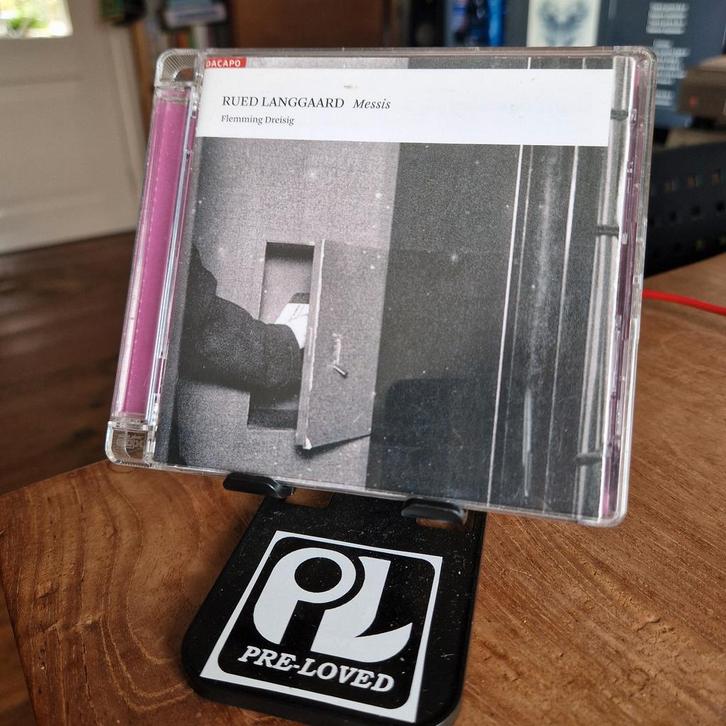 DACAPO
RUED LANGGAARD Messis
Flemming Dreisig
PL
PRE-LOVED